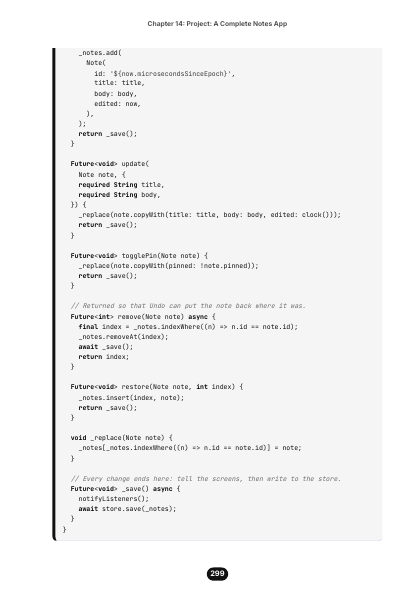 Chapter 14: Project: A Complete Notes App
    _notes.add(
      Note(
        id: '${now.microsecondsSinceEpoch}',
        title: title,
        body: body,
        edited: now,
      ),
    );
    return _save();
  }

  Future<void> update(
    Note note, {
    required String title,
    required String body,
  }) {
    _replace(note.copyWith(title: title, body: body, edited: clock()));
    return _save();
  }

  Future<void> togglePin(Note note) {
    _replace(note.copyWith(pinned: !note.pinned));
    return _save();
  }

  // Returned so that Undo can put the note back where it was.
  Future<int> remove(Note note) async {
    final index = _notes.indexWhere((n) => n.id == note.id);
    _notes.removeAt(index);
    await _save();
    return index;
  }

  Future<void> restore(Note note, int index) {
    _notes.insert(index, note);
    return _save();
  }

  void _replace(Note note) {
    _notes[_notes.indexWhere((n) => n.id == note.id)] = note;
  }

  // Every change ends here: tell the screens, then write to the store.
  Future<void> _save() async {
    notifyListeners();
    await store.save(_notes);
  }
}
299